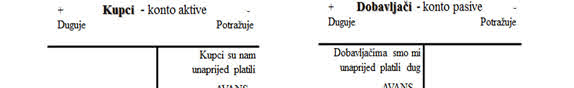 + Kupci - konto aktive -
Duguje Potražuje
Kupci su nam
unaprijed platili
AVANS
+ Dobavljači - konto pasive -
Duguje Potražuje
Dobavljačima smo mi
unaprijed platili dug
AVANS